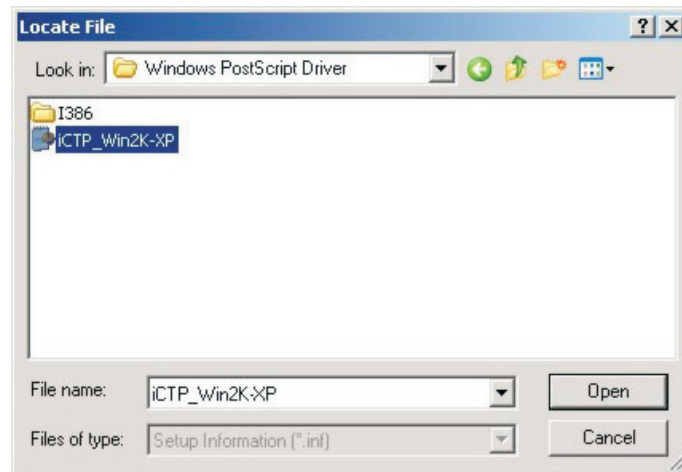 Locate File
Look in: Windows PostScript Driver
I386
iCTP_Win2K-XP
File name: iCTP_Win2K-XP Open
Files of type: Setup Information (*.inf) Cancel